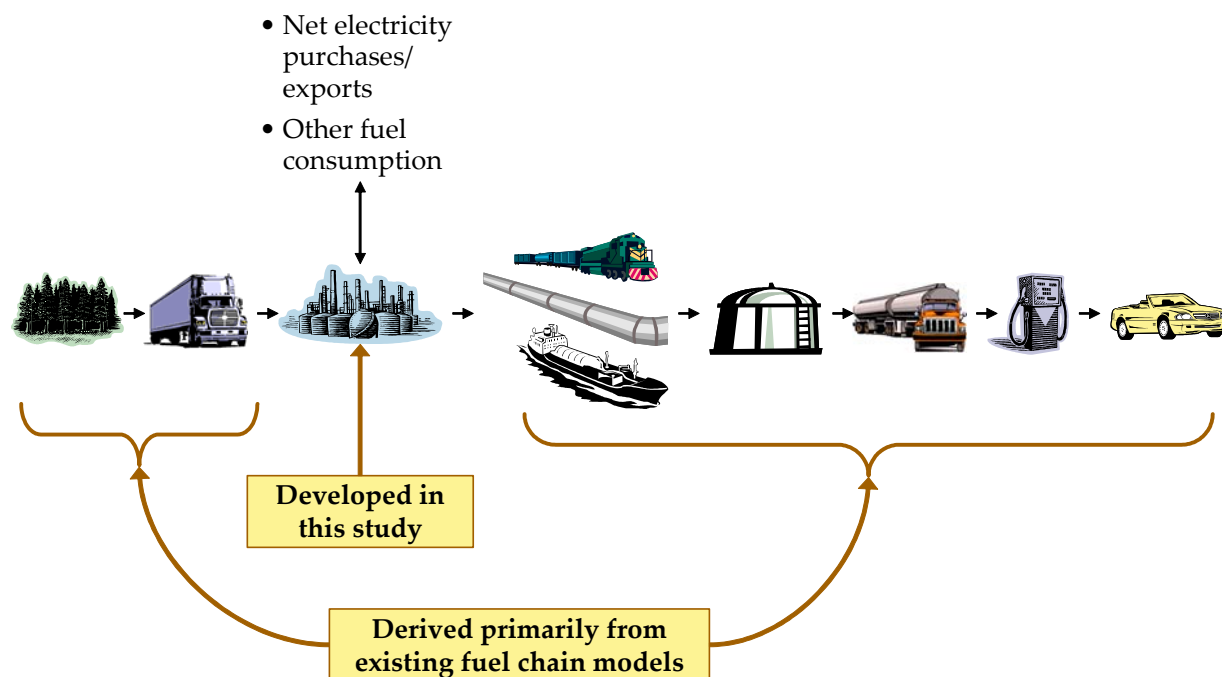 • Net electricity
purchases/
exports
• Other fuel
consumption
Developed in
this study
Derived primarily from
existing fuel chain models